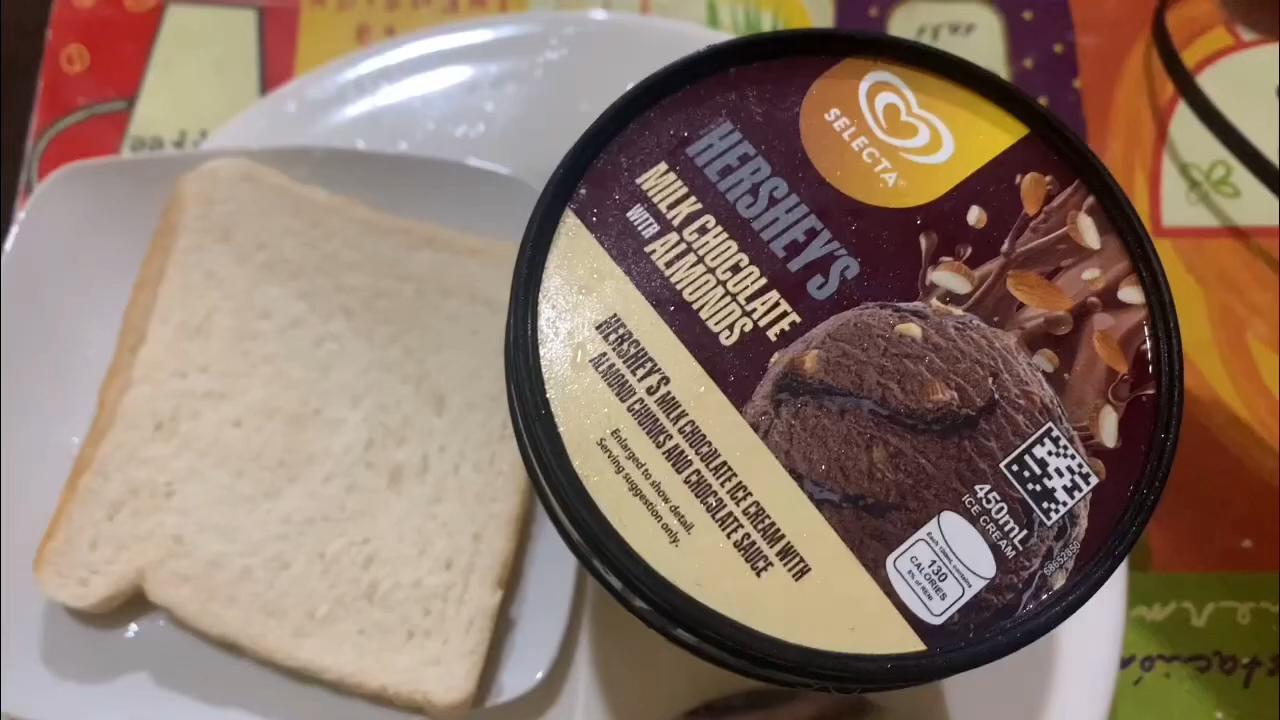 SELECTA
HERSHEY'S
MILK CHOCOLATE
WITH ALMONDS
HERSHEY'S MILK CHOCOLATE ICE CREAM WITH
ALMOND CHUNKS AND CHOCOLATE SAUCE
Enlarged to show detail.
Serving suggestion only.
450mL
ICE CREAM
130
CALORIES